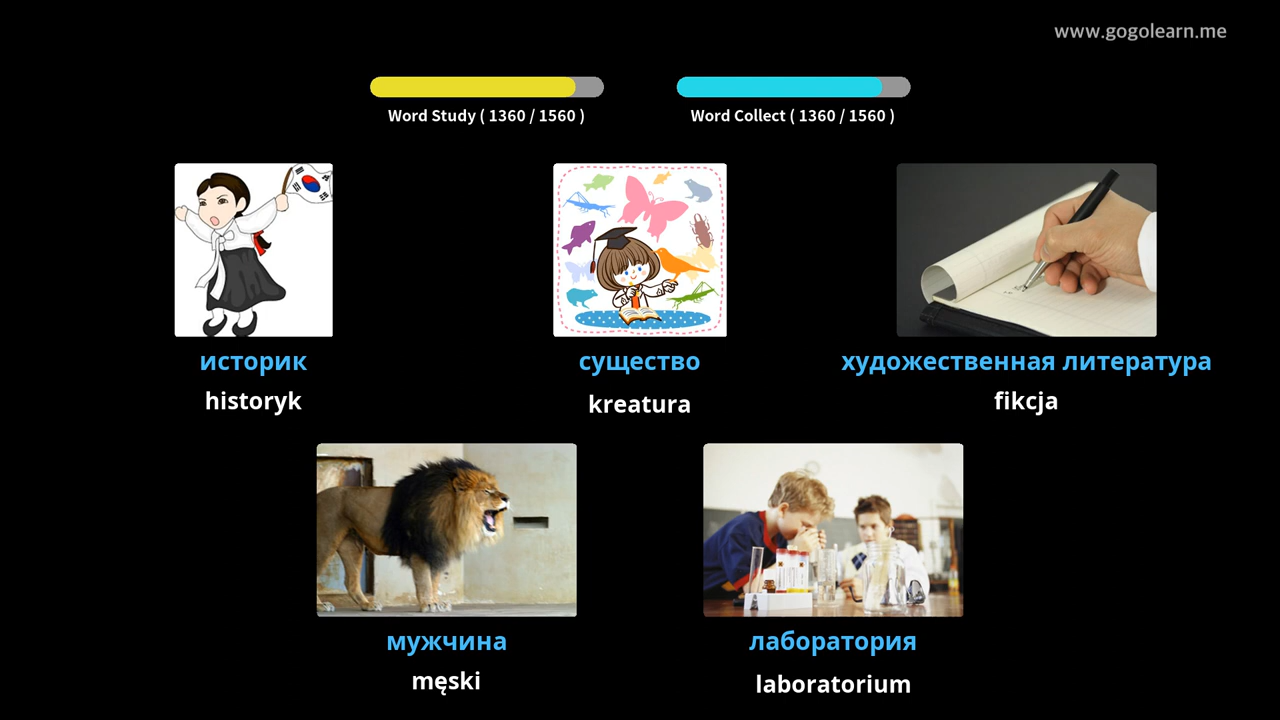 www.gogolearn.me
Word Study ( 1360 / 1560 )
Word Collect ( 1360 / 1560 )
историк
historyk
существо
kreatura
художественная литература
fikcja
мужчина
męski
лаборатория
laboratorium